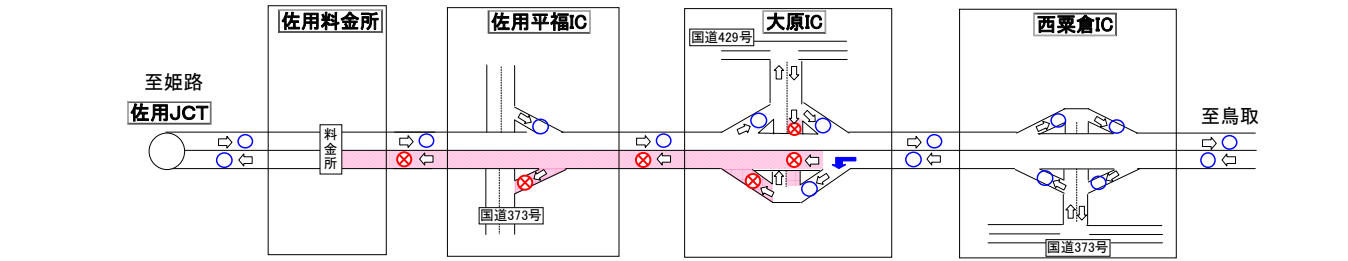 佐用料金所
佐用平福IC
大原IC
西粟倉IC
国道429号
至姫路
佐用JCT
料金所
至鳥取
国道373号
国道373号